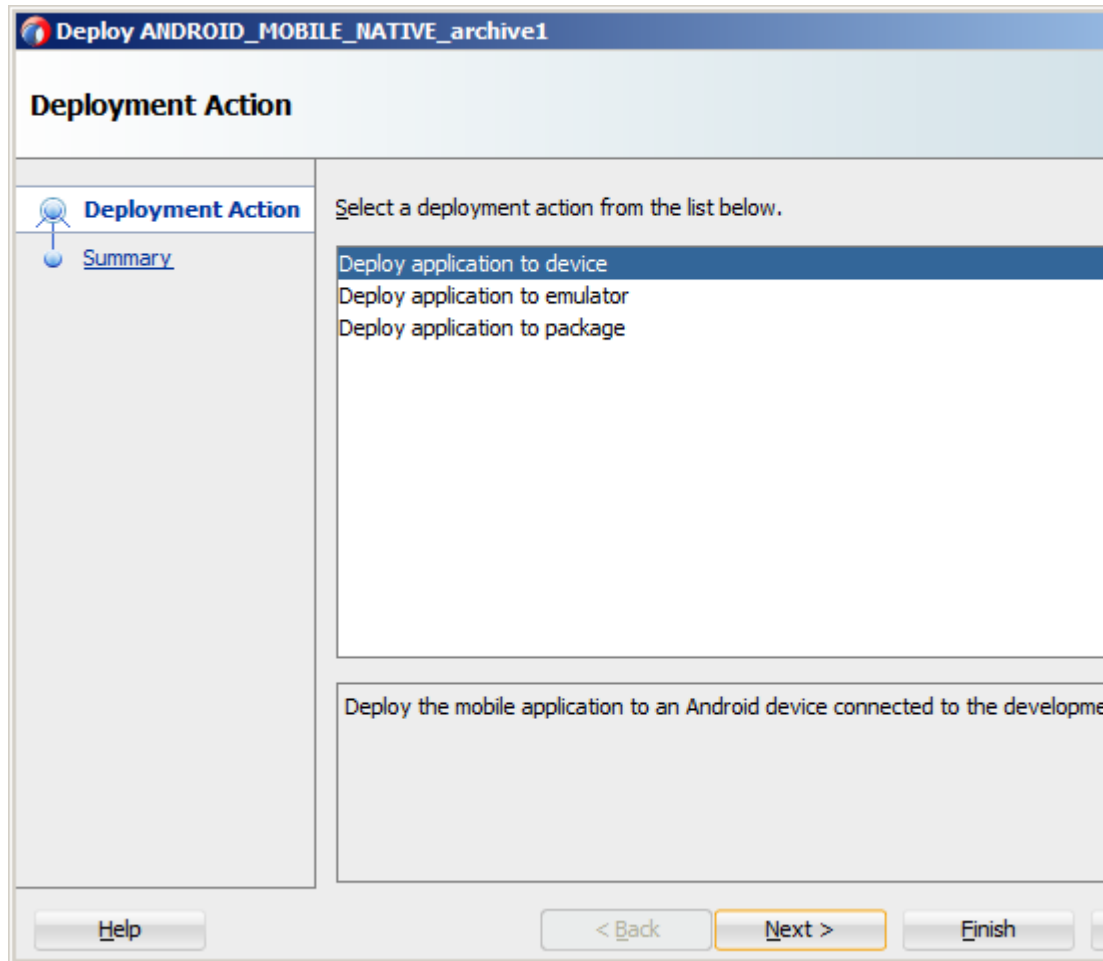 Deploy ANDROID_MOBILE_NATIVE_archive1
Deployment Action
Deployment Action
Summary
Select a deployment action from the list below.
Deploy application to device
Deploy application to emulator
Deploy application to package
Deploy the mobile application to an Android device connected to the developme
Help
< Back
Next >
Finish